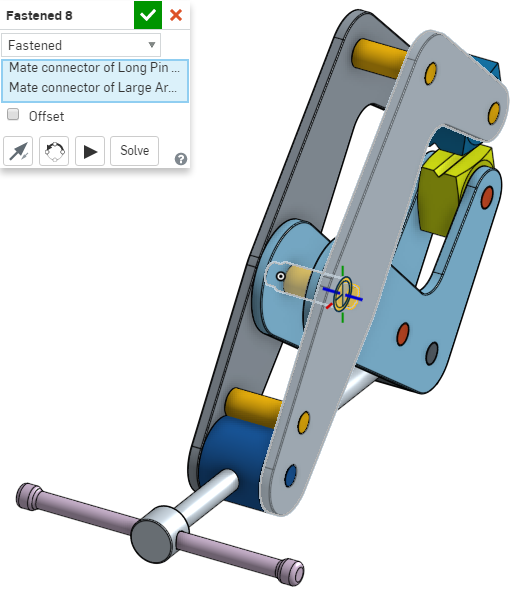 Fastened 8
Fastened
Mate connector of Long Pin ...
Mate connector of Large Ar...
Offset
Solve
?